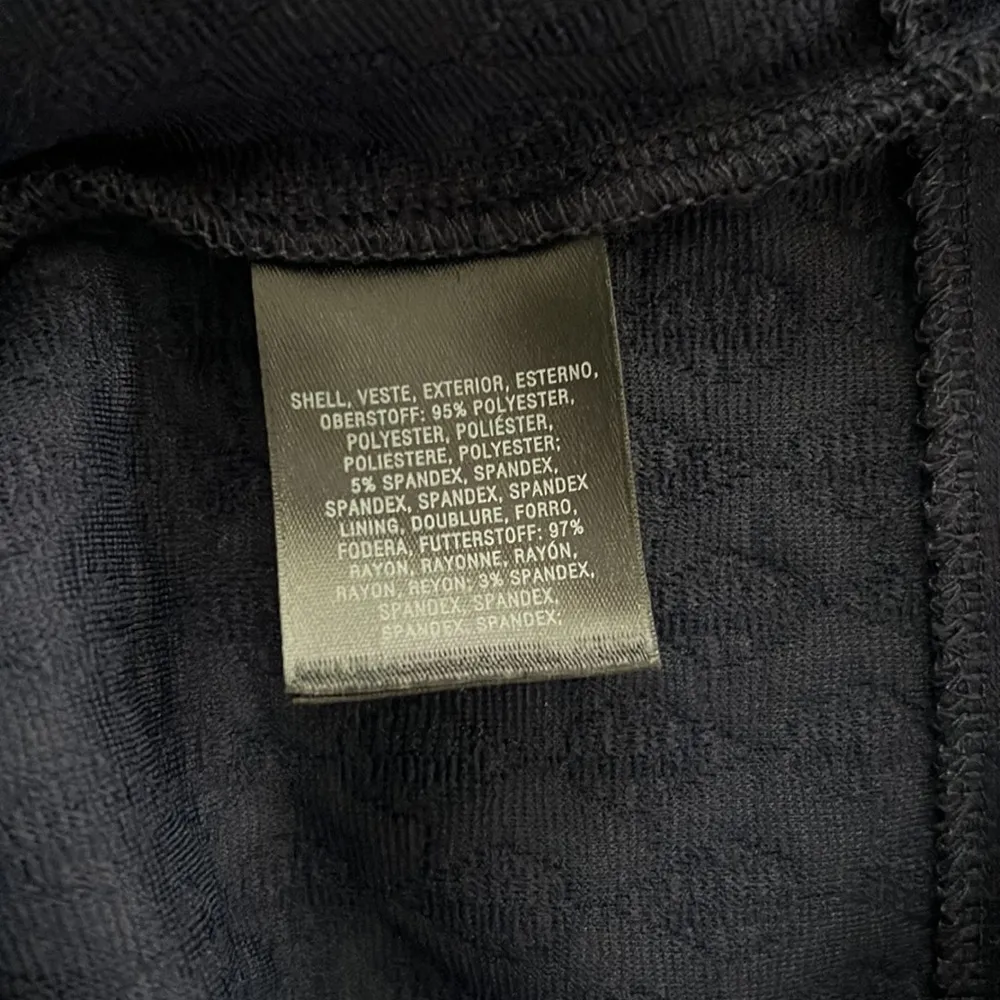 SHELL, VESTE, EXTERIOR, ESTERNO,
OBERSTOFF: 95% POLYESTER,
POLYESTER, POLIÉSTER,
POLIESTERE, POLYESTER;
5% SPANDEX, SPANDEX,
SPANDEX, SPANDEX, SPANDEX
LINING, DOUBLURE, FORRO,
FODERA, FUTTERSTOFF: 97%
RAYON, RAYONNE, RAYÓN,
RAYON, REYON; 3% SPANDEX,
SPANDEX, SPANDEX,
SPANDEX, SPANDEX;